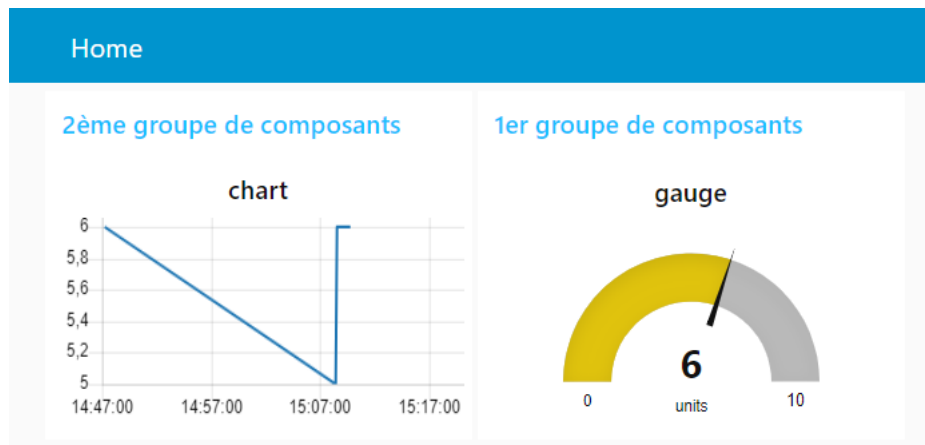 Home
2ème groupe de composants
chart
6
5,8
5,6
5,4
5,2
5
14:47:00 14:57:00 15:07:00 15:17:00
1er groupe de composants
gauge
6
0 units 10